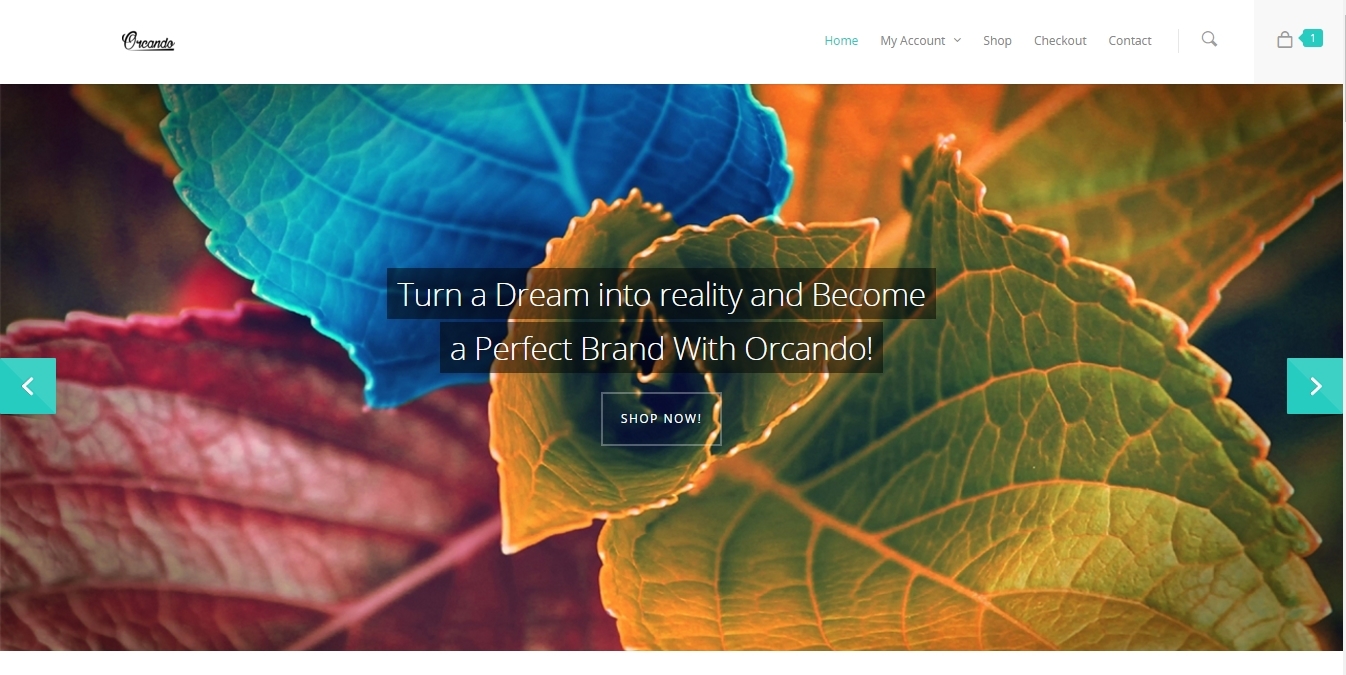 Orcando
Home My Account Shop Checkout Contact 1
Turn a Dream into reality and Become
a Perfect Brand With Orcando!
SHOP NOW!